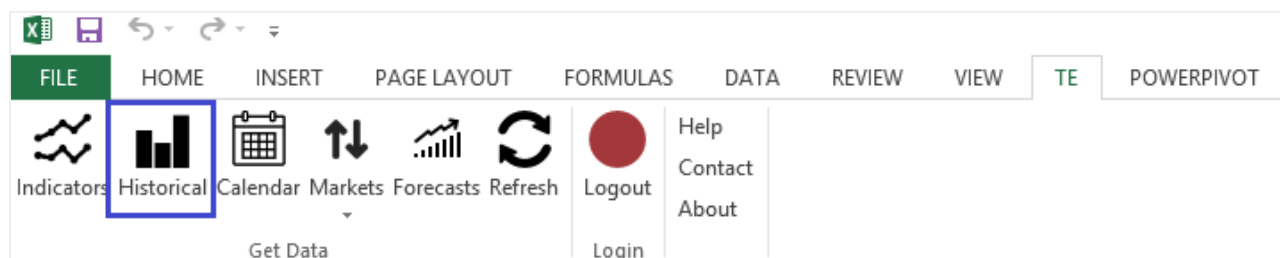 FILE HOME INSERT PAGE LAYOUT FORMULAS DATA REVIEW VIEW TE POWERPIVOT
Indicators Historical Calendar Markets Forecasts Refresh Logout
Help
Contact
About
Get Data Login